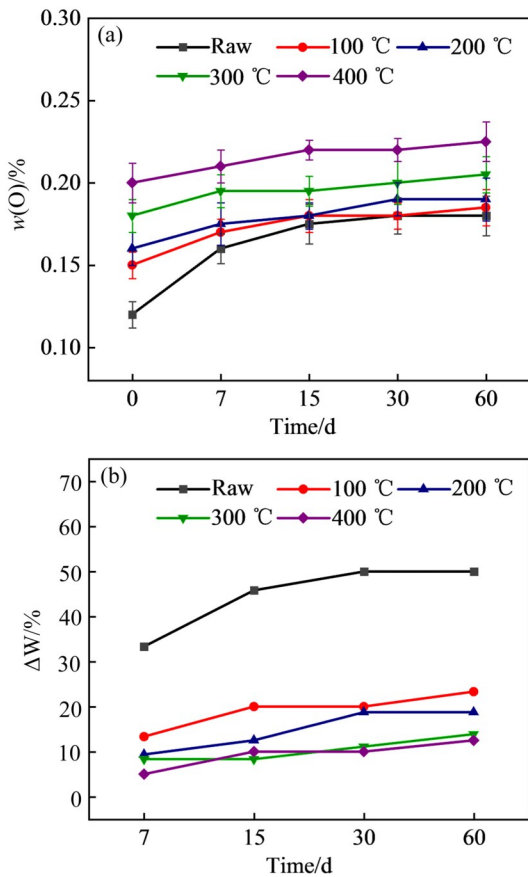 (a)
Raw 100 ℃ 200 ℃
300 ℃ 400 ℃
w(O)/%
0.30
0.25
0.20
0.15
0.10
0 7 15 30 60
Time/d
(b)
Raw 100 ℃ 200 ℃
300 ℃ 400 ℃
ΔW/%
70
60
50
40
30
20
10
0
7 15 30 60
Time/d